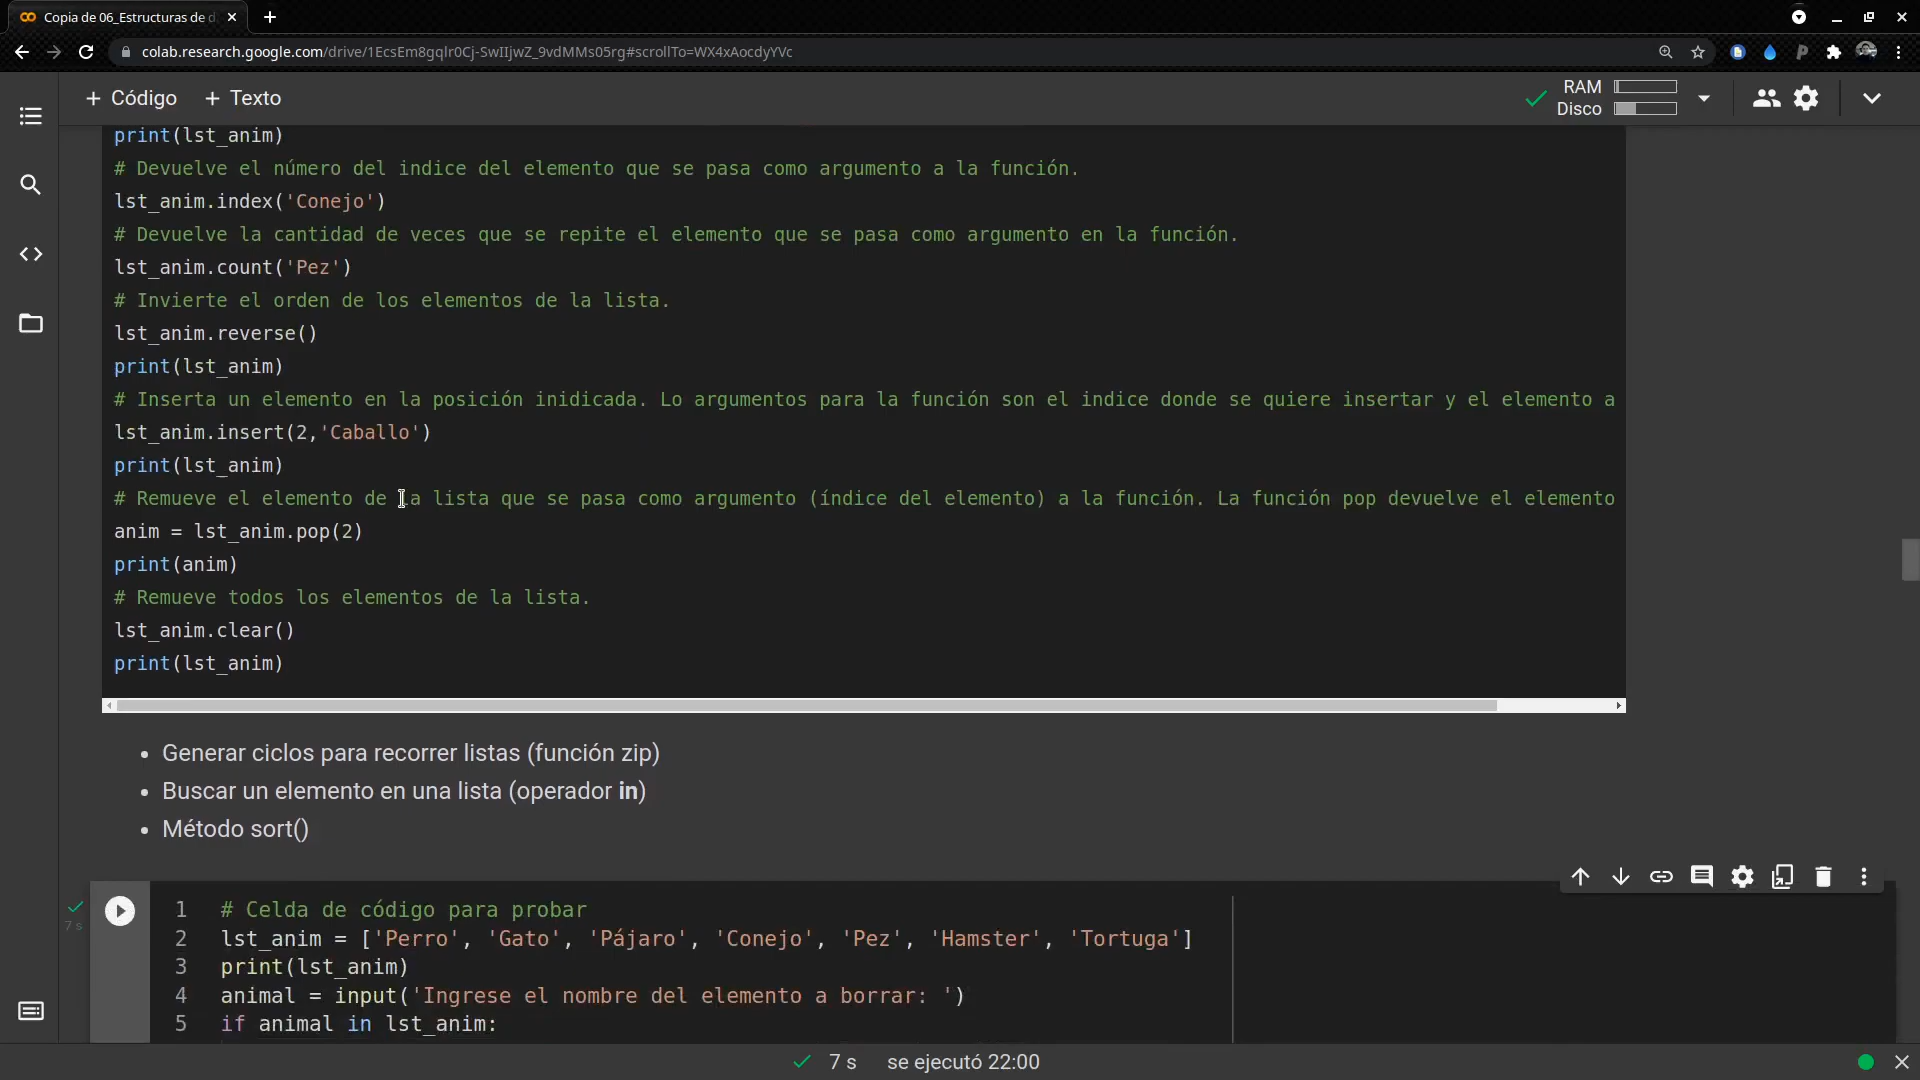 Copia de 06_Estructuras de d
colab.research.google.com/drive/1EcsEm8gqlr0Cj-SwIIjwZ_9vdMMs05rg#scrollTo=WX4xAocdyYVc
+ Código + Texto
RAM
Disco
print(lst_anim)
# Devuelve el número del indice del elemento que se pasa como argumento a la función.
lst_anim.index('Conejo')
# Devuelve la cantidad de veces que se repite el elemento que se pasa como argumento en la función.
lst_anim.count('Pez')
# Invierte el orden de los elementos de la lista.
lst_anim.reverse()
print(lst_anim)
# Inserta un elemento en la posición inidicada. Lo argumentos para la función son el indice donde se quiere insertar y el elemento a
lst_anim.insert(2,'Caballo')
print(lst_anim)
# Remueve el elemento de la lista que se pasa como argumento (índice del elemento) a la función. La función pop devuelve el elemento
anim = lst_anim.pop(2)
print(anim)
# Remueve todos los elementos de la lista.
lst_anim.clear()
print(lst_anim)
• Generar ciclos para recorrer listas (función zip)
• Buscar un elemento en una lista (operador in)
• Método sort()
7 s
1 # Celda de código para probar
2 lst_anim = ['Perro', 'Gato', 'Pájaro', 'Conejo', 'Pez', 'Hamster', 'Tortuga']
3 print(lst_anim)
4 animal = input('Ingrese el nombre del elemento a borrar: ')
5 if animal in lst_anim:
7 s se ejecutó 22:00